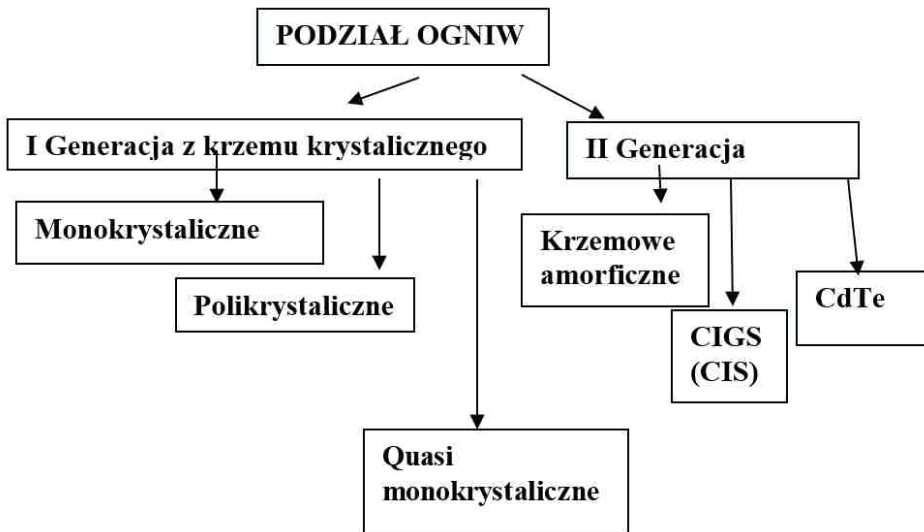 PODZIAŁ OGNIW
I Generacja z krzemu krystalicznego
II Generacja
Monokrystaliczne
Polikrystaliczne
Quasi
monokrystaliczne
Krzemowe
amorficzne
CIGS
(CIS)
CdTe